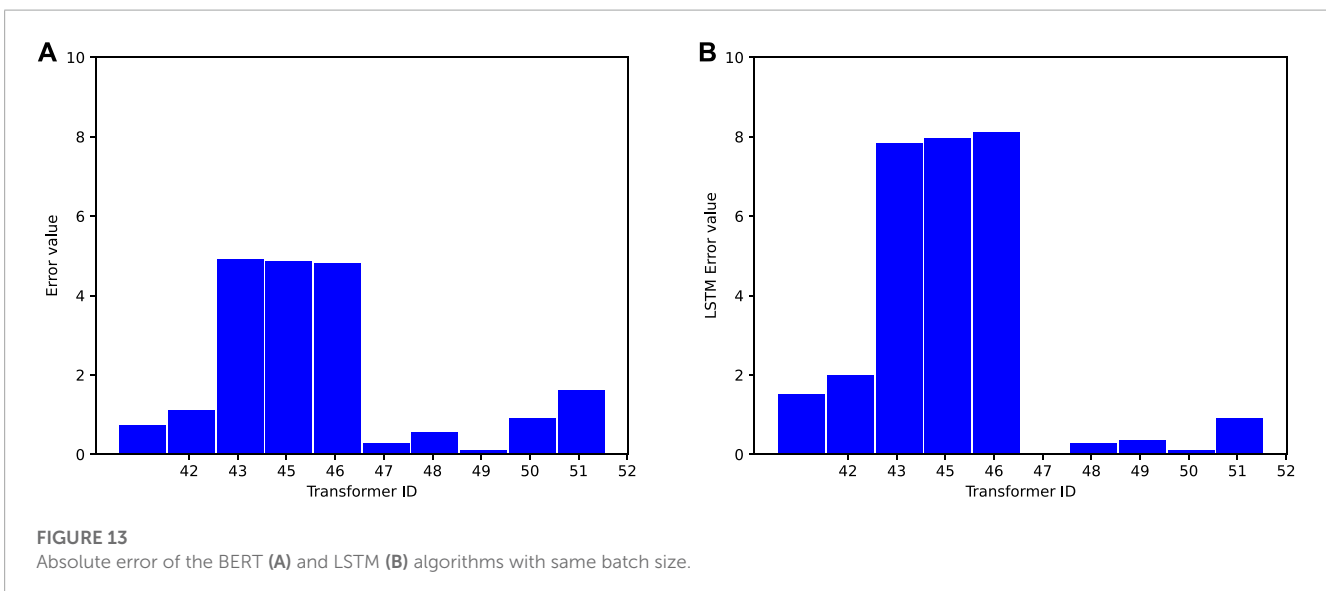 A
10
8
6
4
2
0
Error value
42 43 45 46 47 48 49 50 51 52
Transformer ID
B
10
8
6
4
2
0
LSTM Error value
42 43 45 46 47 48 49 50 51 52
Transformer ID
FIGURE 13
Absolute error of the BERT (A) and LSTM (B) algorithms with same batch size.